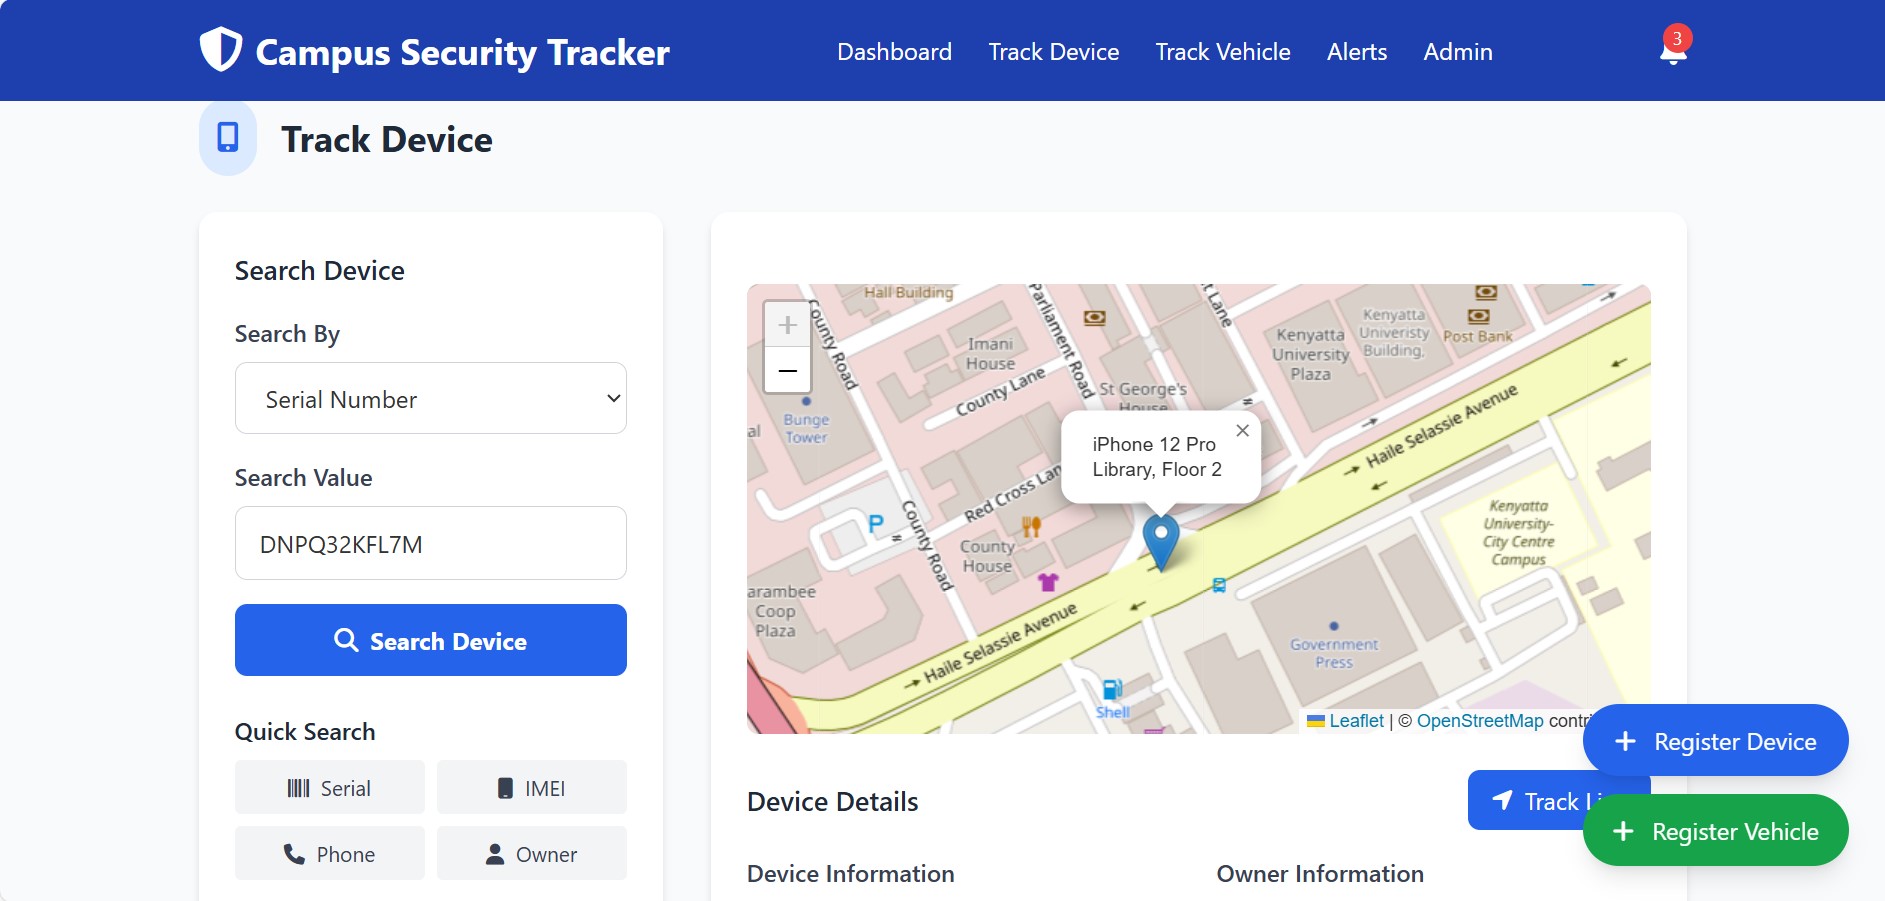 Campus Security Tracker
Dashboard
Track Device
Track Vehicle
Alerts
Admin
3
Track Device
Search Device
Search By
Serial Number
Search Value
DNPQ32KFL7M
Search Device
Quick Search
Serial
IMEI
Phone
Owner
+
−
Hall Building
County Road
Parliament Road
t Lane
Imani
House
County Lane
St George's
House
Kenyatta
University
Plaza
Kenyatta
Univeristy
Building,
Post Bank
Bunge
Tower
al
iPhone 12 Pro
Library, Floor 2
×
Haile Selassie Avenue
Red Cross Lan
P
County Road
County
House
Kenyatta
University-
City Centre
Campus
arambee
Coop
Plaza
Haile Selassie Avenue
Government
Press
Shell
Leaflet | © OpenStreetMap contri
Device Details
Track Li
+ Register Device
+ Register Vehicle
Device Information
Owner Information